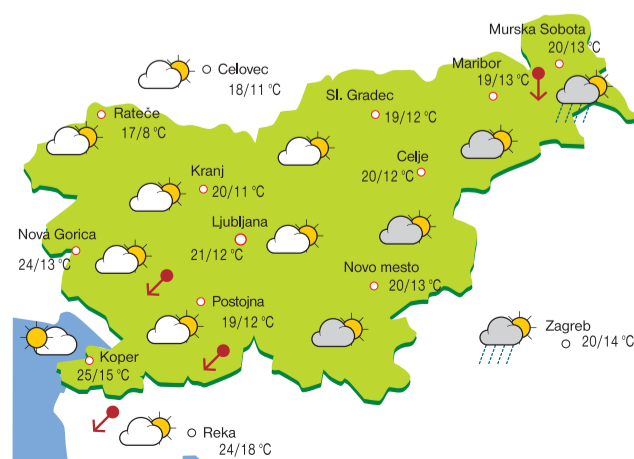 Murska Sobota
20/13 °C
Celovec
18/11 °C
Maribor
19/13 °C
Sl. Gradec
19/12 °C
Rateče
17/8 °C
Celje
20/12 °C
Kranj
20/11 °C
Ljubljana
21/12 °C
Nova Gorica
24/13 °C
Novo mesto
20/13 °C
Postojna
19/12 °C
Zagreb
20/14 °C
Koper
25/15 °C
Reka
24/18 °C